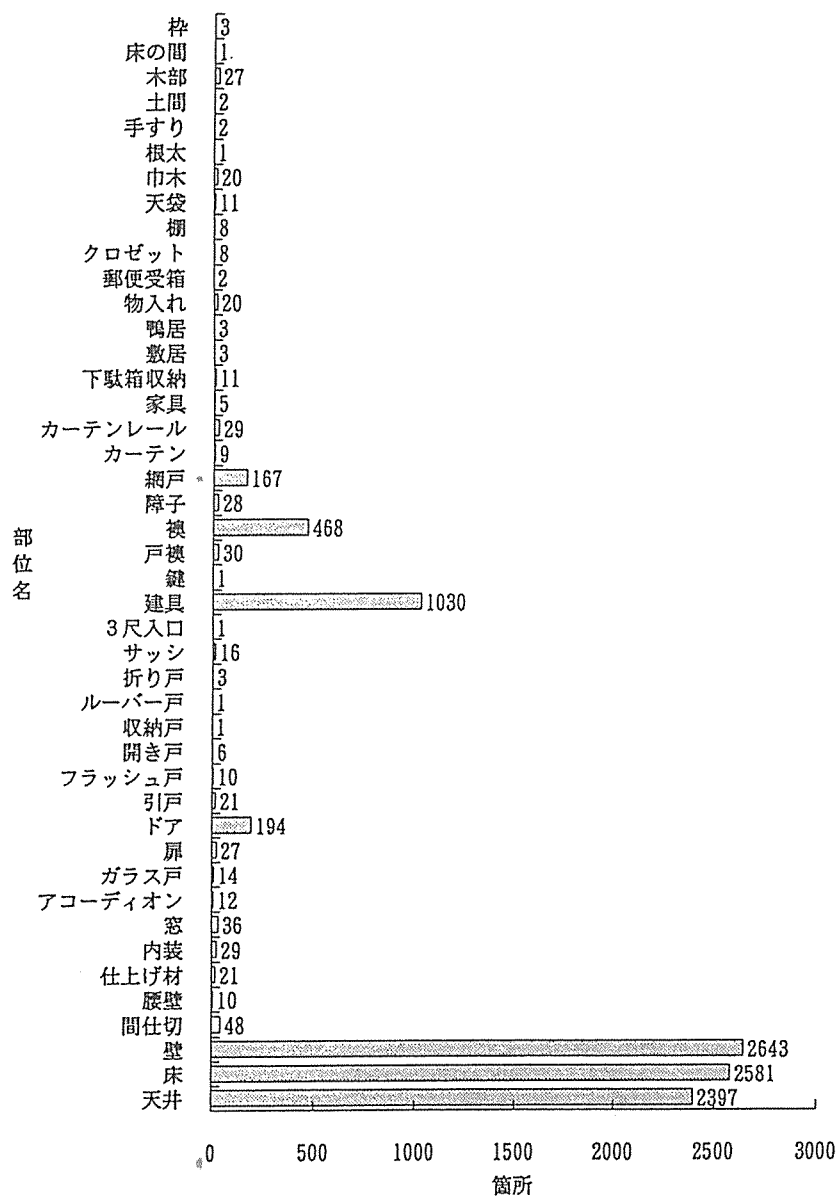 枠 3
床の間 1
木部 27
土間 2
手すり 2
根太 1
巾木 20
天袋 11
棚 8
クロゼット 8
郵便受箱 2
物入れ 20
鴨居 3
敷居 3
下駄箱収納 11
家具 5
カーテンレール 29
カーテン 9
網戸 167
障子 28
襖 468
戸襖 30
鍵 1
建具 1030
3尺入口 1
サッシ 16
折り戸 3
ルーバー戸 1
収納戸 1
開き戸 6
フラッシュ戸 10
引戸 21
ドア 194
扉 27
ガラス戸 14
アコーディオン 12
窓 36
内装 29
仕上げ材 21
腰壁 10
間仕切 48
壁 2643
床 2581
天井 2397
部位名
0 500 1000 1500 2000 2500 3000
箇所